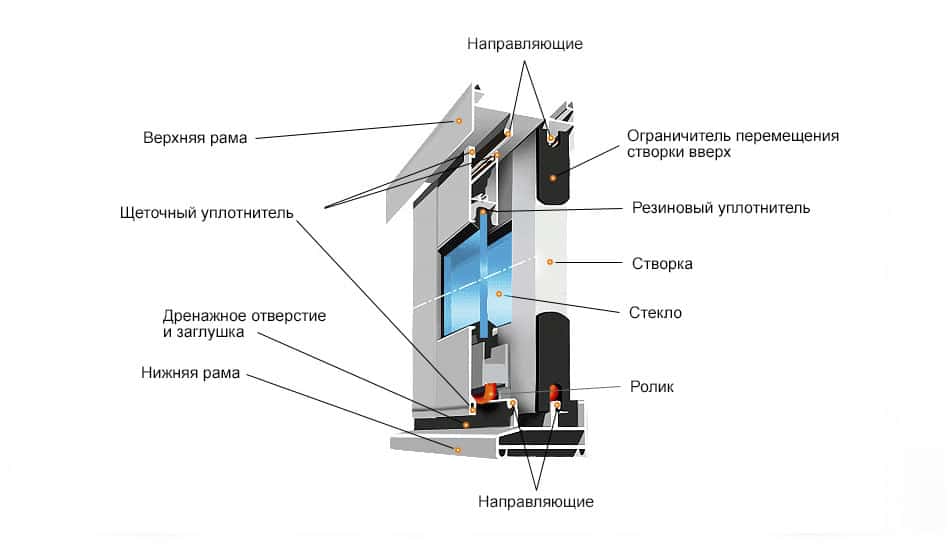 Направляющие
Верхняя рама
Ограничитель перемещения
створки вверх
Щеточный уплотнитель
Резиновый уплотнитель
Створка
Дренажное отверстие
и заглушка
Стекло
Нижняя рама
Ролик
Направляющие